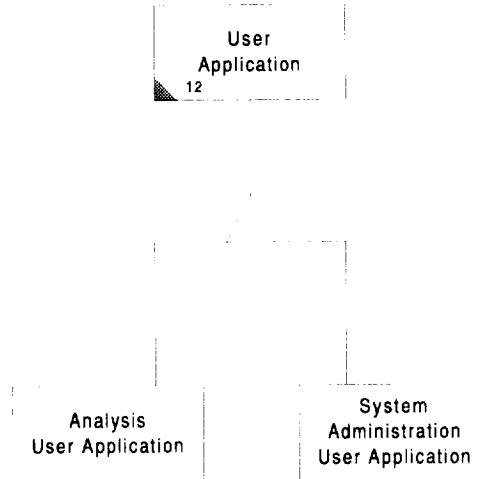 User
Application
12
Analysis
User Application
System
Administration
User Application